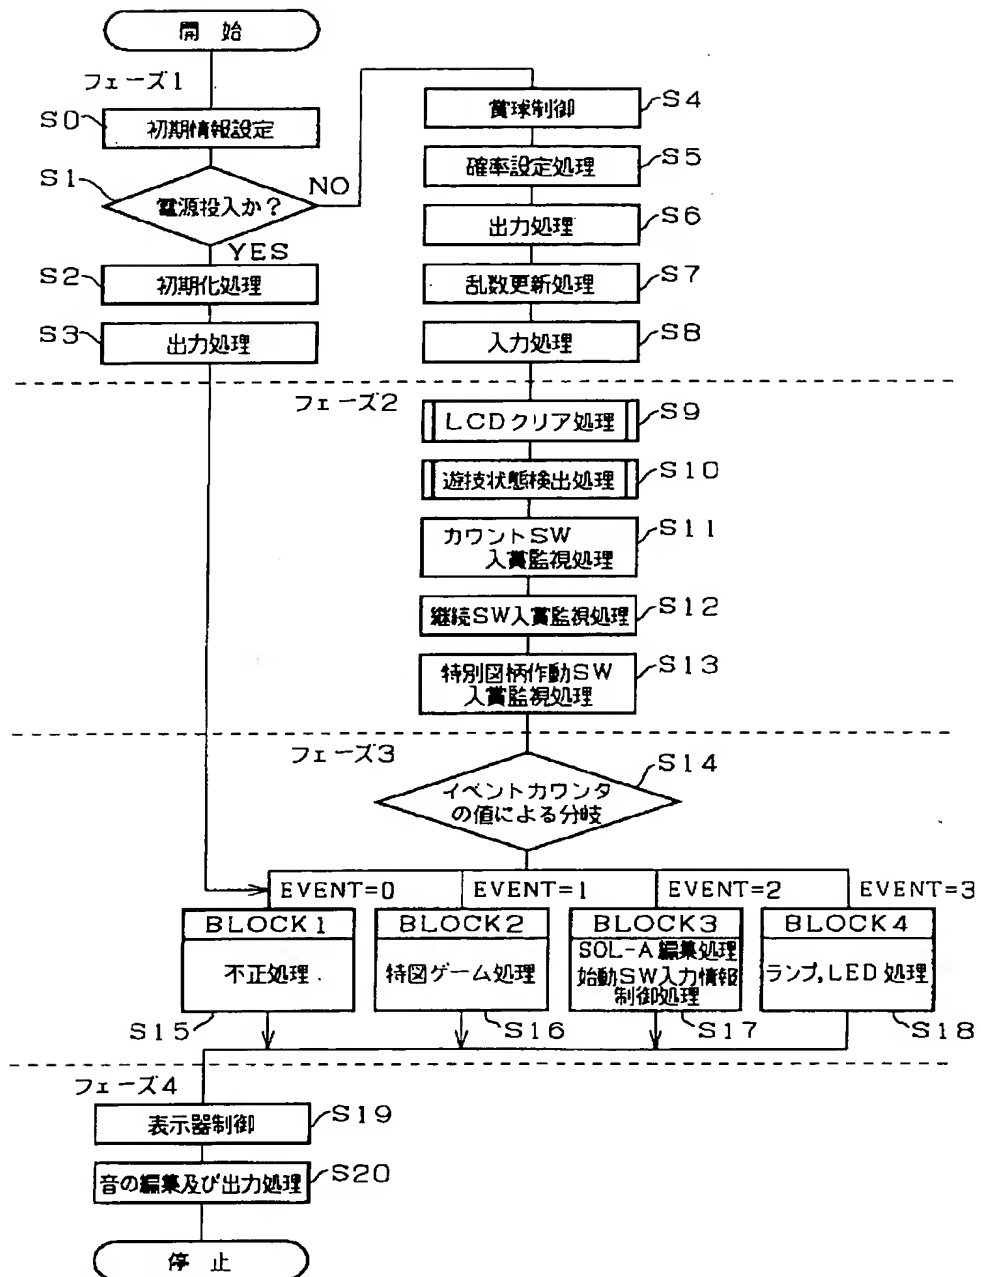 開 始
フェーズ1
S0
初期情報設定
S1
電源投入か?
NO
YES
S2
初期化処理
S3
出力処理
賞球制御
S4
確率設定処理
S5
出力処理
S6
乱数更新処理
S7
入力処理
S8
フェーズ2
LCDクリア処理
S9
遊技状態検出処理
S10
カウントSW
入賞監視処理
S11
継続SW入賞監視処理
S12
特別図柄作動SW
入賞監視処理
S13
フェーズ3
イベントカウンタ
の値による分岐
S14
EVENT=0
EVENT=1
EVENT=2
EVENT=3
BLOCK1
不正処理
S15
BLOCK2
特図ゲーム処理
S16
BLOCK3
SOL-A編集処理
始動SW入力情報
制御処理
S17
BLOCK4
ランプ,LED処理
S18
フェーズ4
表示器制御
S19
音の編集及び出力処理
S20
停 止